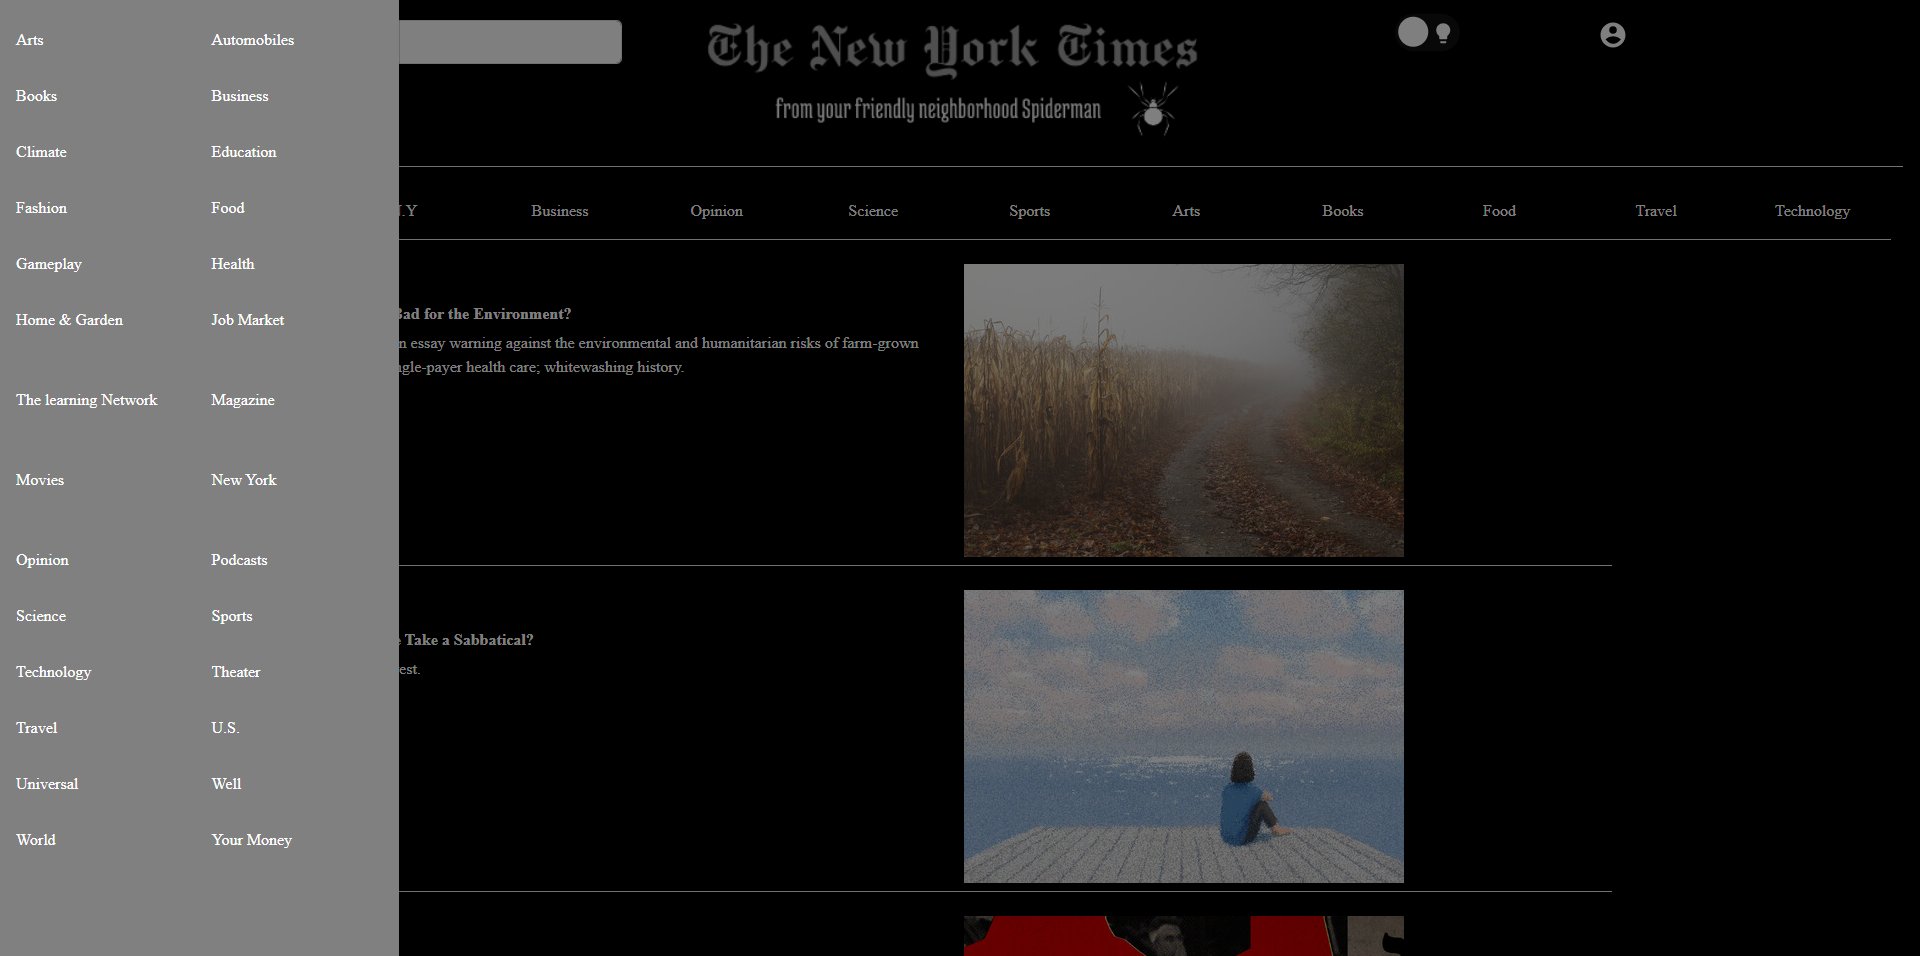 Arts Automobiles
Books Business
Climate Education
Fashion Food
Gameplay Health
Home & Garden Job Market
The learning Network Magazine
Movies New York
Opinion Podcasts
Science Sports
Technology Theater
Travel U.S.
Universal Well
World Your Money
The New York Times
from your friendly neighborhood Spiderman
.Y Business Opinion Science Sports Arts Books Food Travel Technology
Bad for the Environment?
essay warning against the environmental and humanitarian risks of farm-grown
-payer health care; whitewashing history.
Take a Sabbatical?
est.